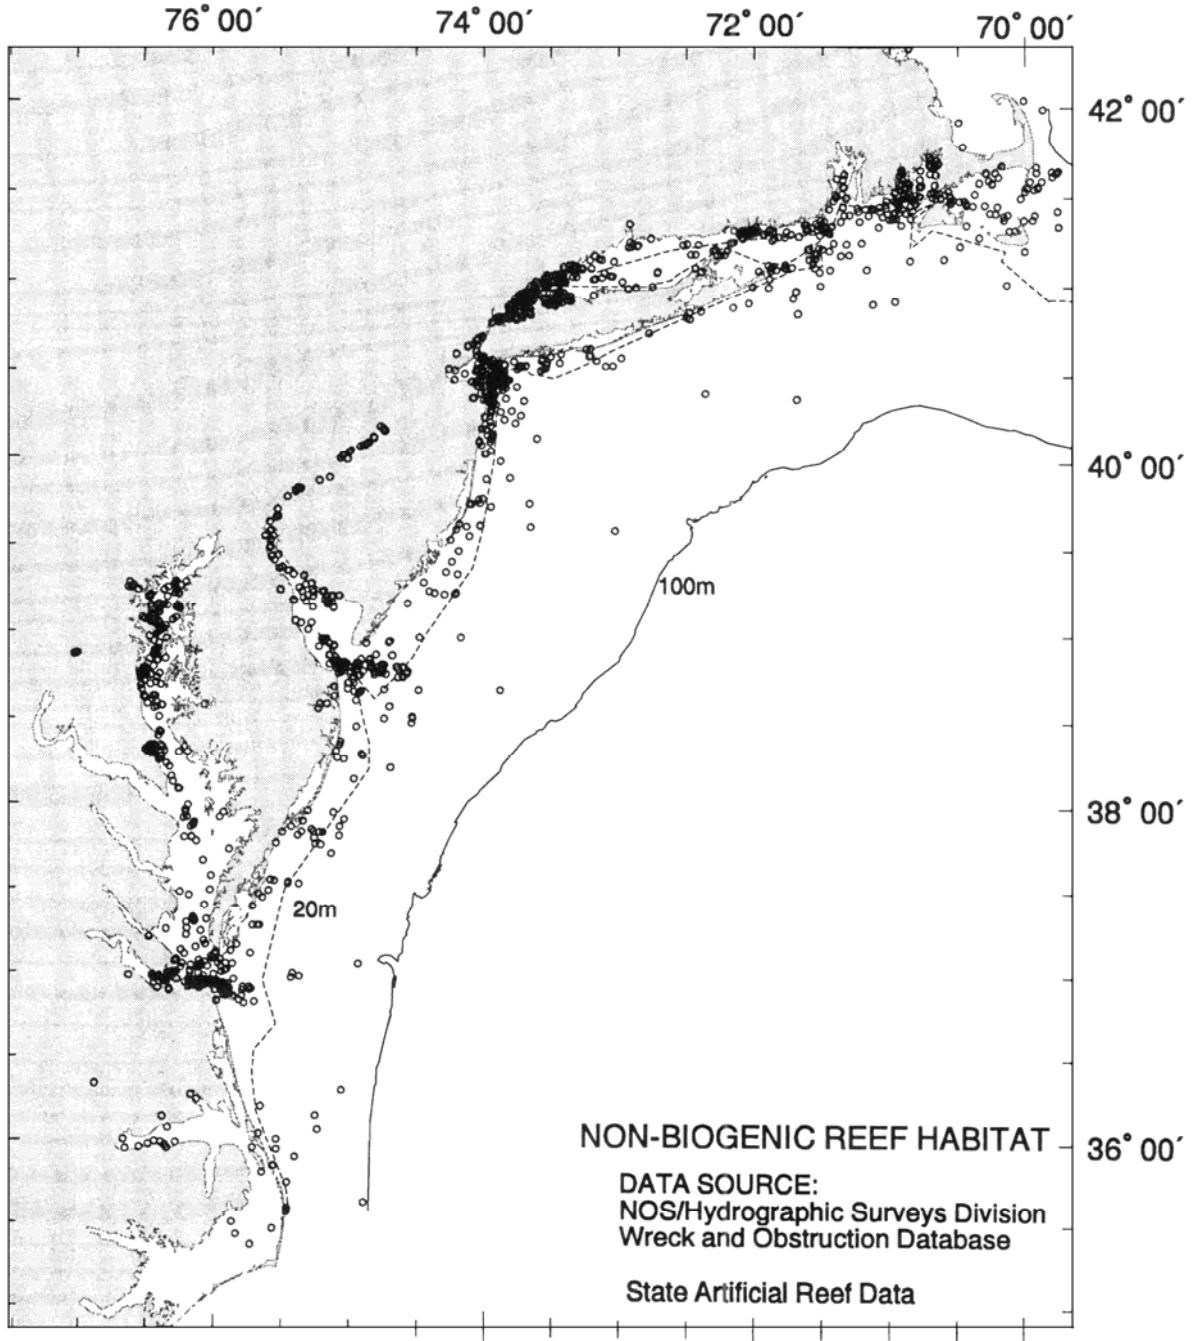 76° 00′ 74° 00′ 72° 00′ 70° 00′
42° 00′
40° 00′
100m
38° 00′
20m
NON-BIOGENIC REEF HABITAT
36° 00′
DATA SOURCE:
NOS/Hydrographic Surveys Division
Wreck and Obstruction Database
State Artificial Reef Data